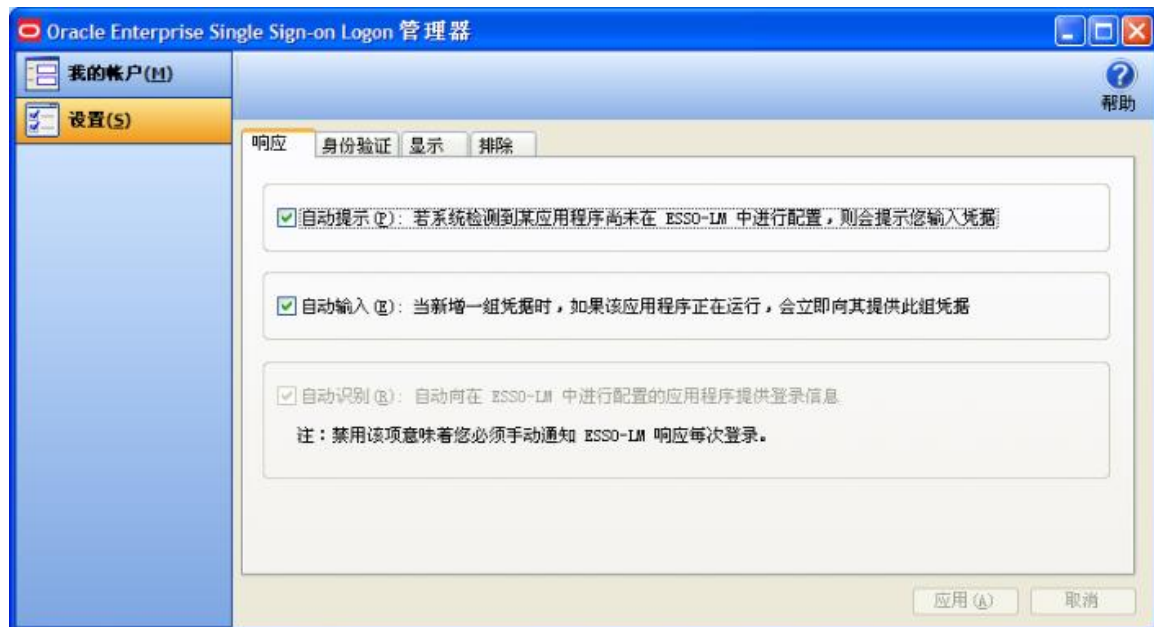 Oracle Enterprise Single Sign-on Logon 管理器
我的帐户(M)
设置(S)
帮助
响应 身份验证 显示 排除
自动提示(P)：若系统检测到某应用程序尚未在 ESSO-LM 中进行配置，则会提示您输入凭据
自动输入(E)：当新增一组凭据时，如果该应用程序正在运行，会立即向其提供此组凭据
自动识别(R)：自动向在 ESSO-LM 中进行配置的应用程序提供登录信息
注：禁用该项意味着您必须手动通知 ESSO-LM 响应每次登录。
应用(A) 取消